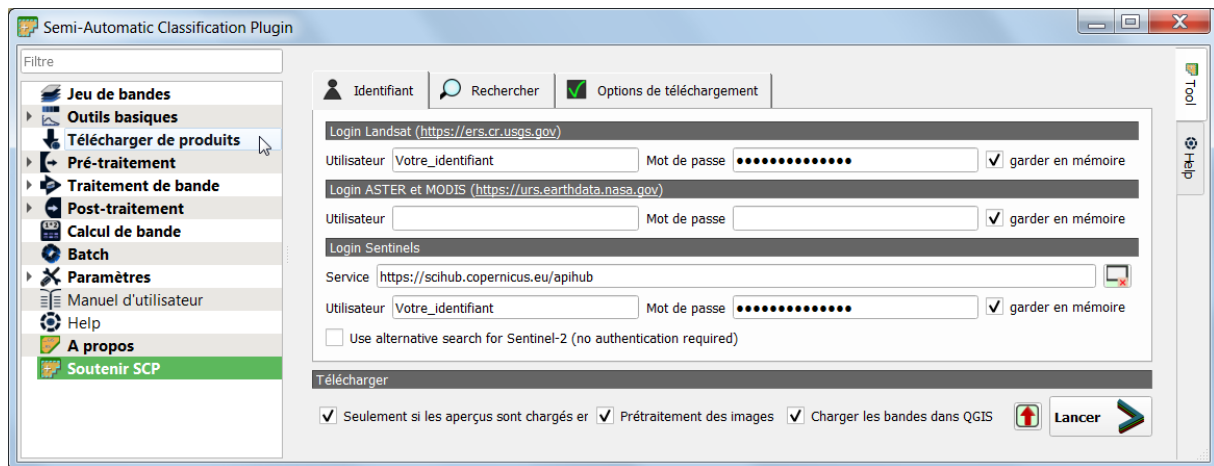 Semi-Automatic Classification Plugin
Filtre
Jeu de bandes
Outils basiques
Télécharger de produits
Pré-traitement
Traitement de bande
Post-traitement
Calcul de bande
Batch
Paramètres
Manuel d'utilisateur
Help
A propos
Soutenir SCP
Identifiant Rechercher Options de téléchargement
Login Landsat (https://ers.cr.usgs.gov)
Utilisateur Votre_identifiant Mot de passe ●●●●●●●●●●●●●● garder en mémoire
Login ASTER et MODIS (https://urs.earthdata.nasa.gov)
Utilisateur Mot de passe garder en mémoire
Login Sentinels
Service https://scihub.copernicus.eu/apihub
Utilisateur Votre_identifiant Mot de passe ●●●●●●●●●●●●●● garder en mémoire
Use alternative search for Sentinel-2 (no authentication required)
Télécharger
Seulement si les aperçus sont chargés er Prétraitement des images Charger les bandes dans QGIS Lancer
Tool
Help